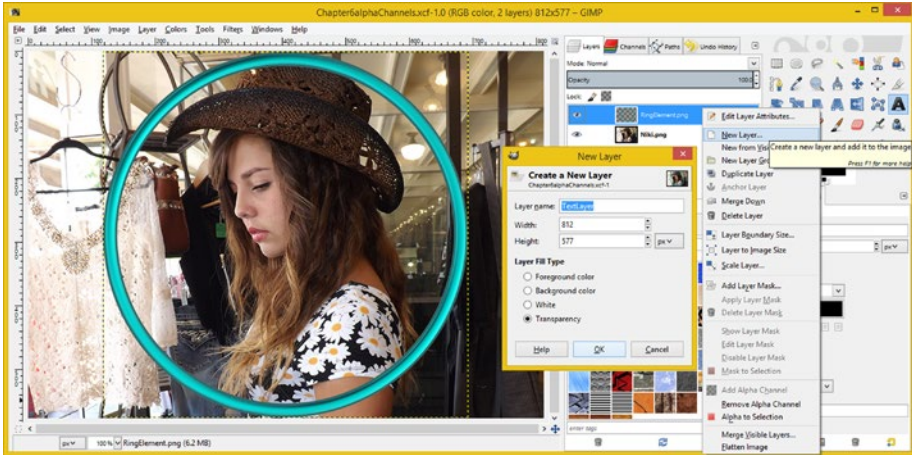 Chapter6alphaChannels.xcf-1.0 (RGB color, 2 layers) 812x577 – GIMP
File Edit Select View Image Layer Colors Tools Filters Windows Help
Layers Channels Paths Undo History
Mode: Normal
Opacity 100.0
Lock:
RingElement.png
Niki.png
Edit Layer Attributes...
New Layer...
New from Visi
Create a new layer and add it to the image
Press F1 for more help
New Layer Gro
Duplicate Layer
Anchor Layer
Merge Down
Delete Layer
Layer Boundary Size...
Layer to Image Size
Scale Layer...
Add Layer Mask...
Apply Layer Mask
Delete Layer Mask
Show Layer Mask
Edit Layer Mask
Disable Layer Mask
Mask to Selection
Add Alpha Channel
Remove Alpha Channel
Alpha to Selection
Merge Visible Layers...
Flatten Image
New Layer
Create a New Layer
Chapter6alphaChannels.xcf-1
Layer name: TextLayer
Width: 812
Height: 577 px
Layer Fill Type
Foreground color
Background color
White
Transparency
Help OK Cancel
px
enter tags
px 100% RingElement.png (6.2 MB)